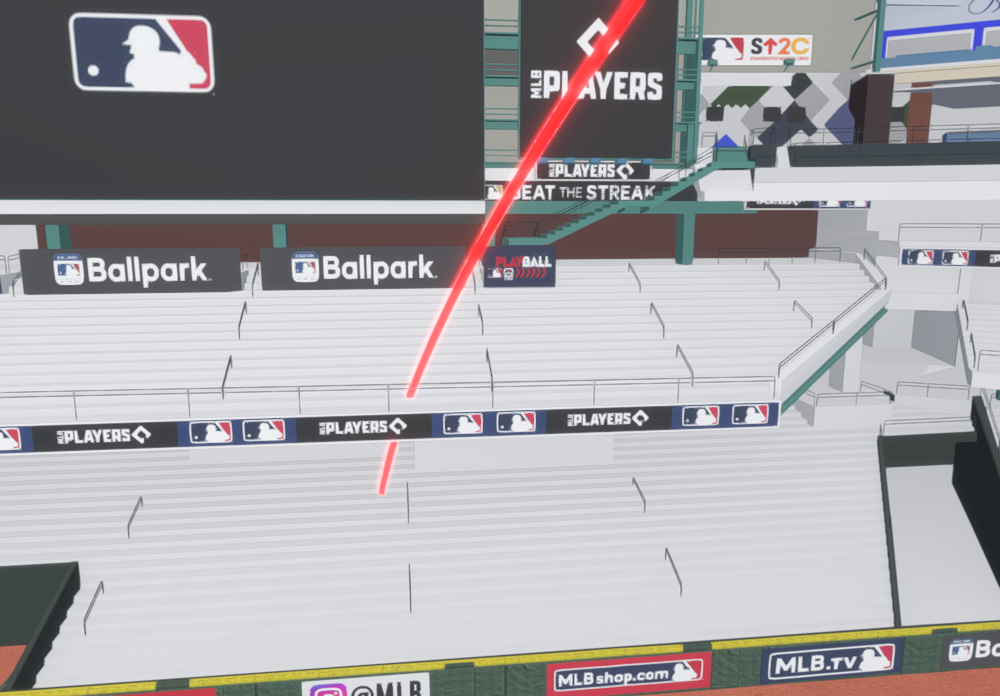 MLB PLAYERS
S↑2C
MLB PLAYERS
BEAT THE STREAK
Ballpark
Ballpark
PLAY BALL
MLB PLAYERS
MLB PLAYERS
MLB PLAYERS
@MLB
MLBshop.com
MLB.TV